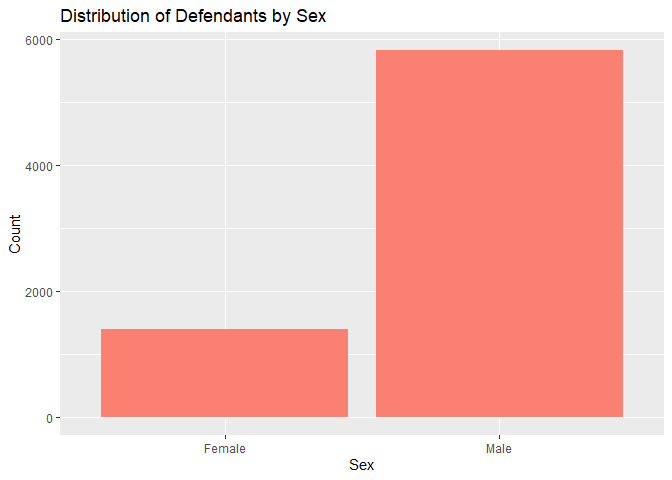 Distribution of Defendants by Sex
6000
4000
2000
0
Count
Female
Male
Sex